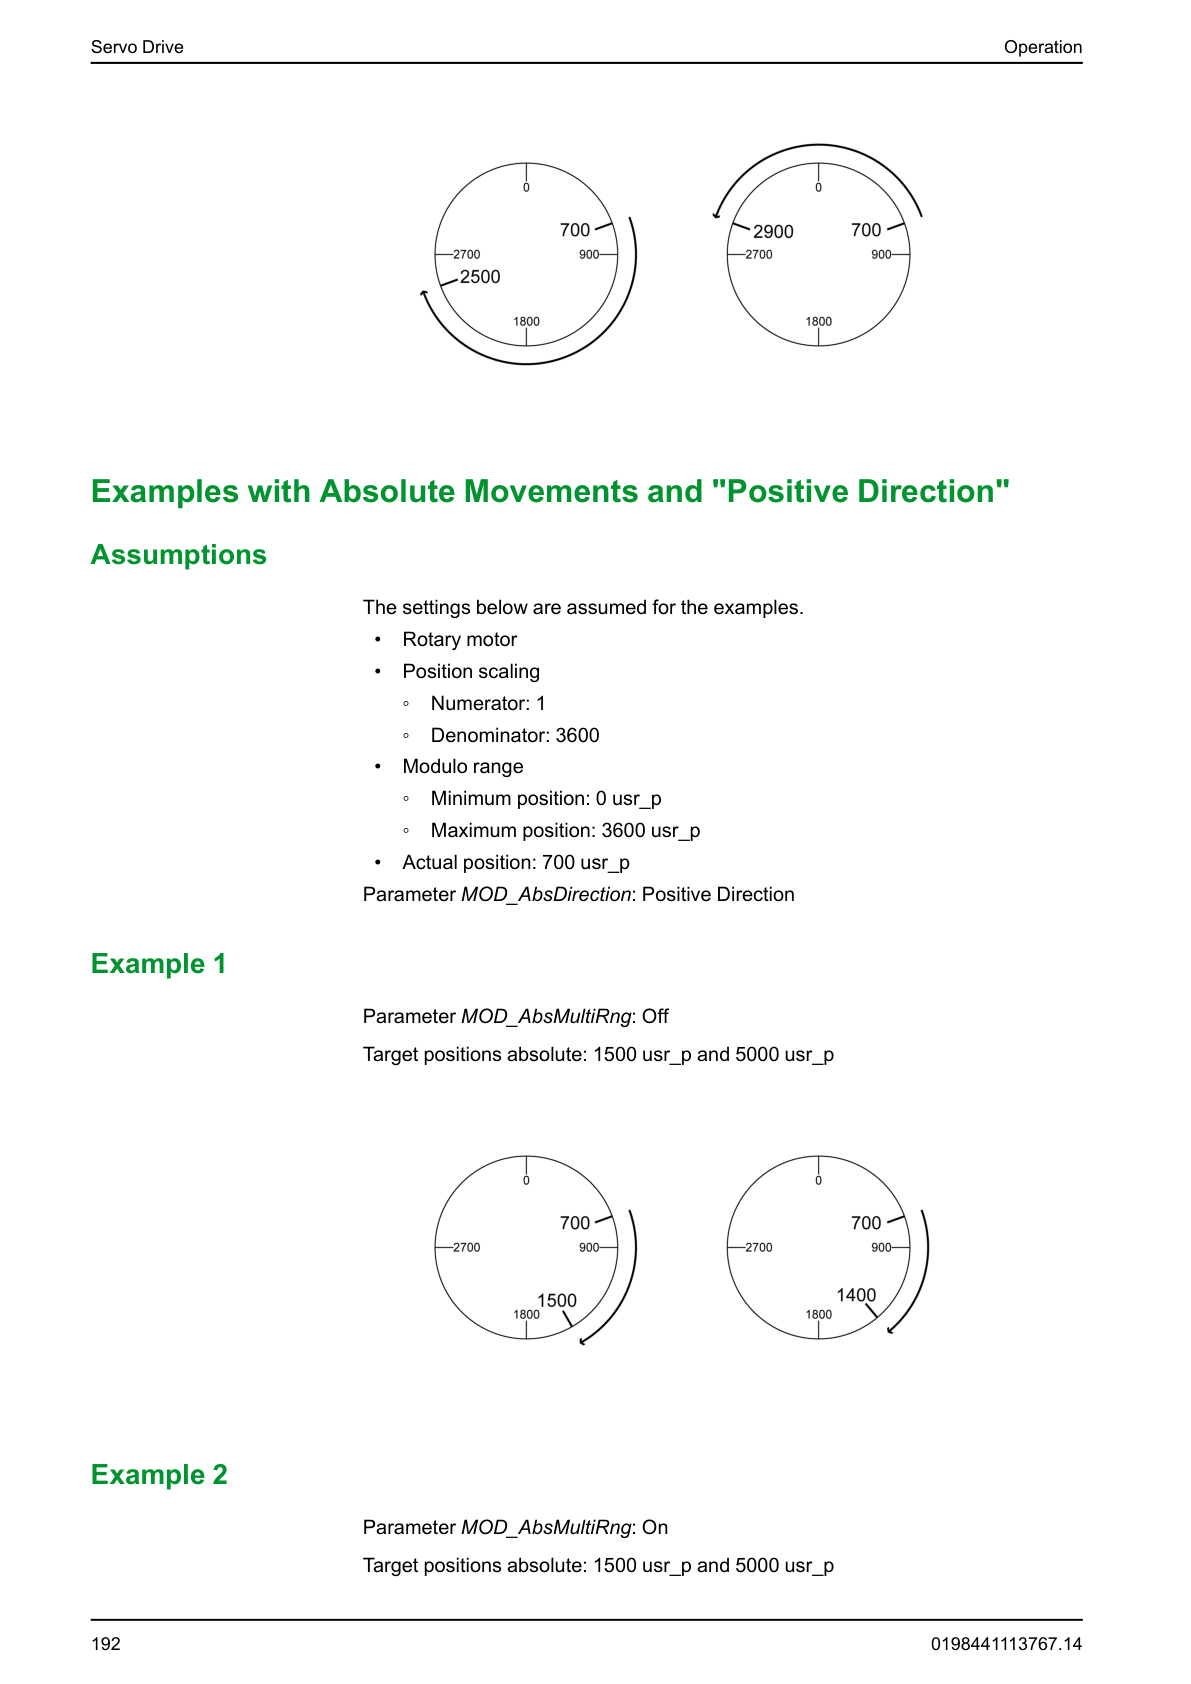 Servo Drive
Operation
0
700
2700
900
2500
1800
0
2900
700
2700
900
1800
Examples with Absolute Movements and "Positive Direction"
Assumptions
The settings below are assumed for the examples.
• Rotary motor
• Position scaling
◦ Numerator: 1
◦ Denominator: 3600
• Modulo range
◦ Minimum position: 0 usr_p
◦ Maximum position: 3600 usr_p
• Actual position: 700 usr_p
Parameter MOD_AbsDirection: Positive Direction
Example 1
Parameter MOD_AbsMultiRng: Off
Target positions absolute: 1500 usr_p and 5000 usr_p
0
700
2700
900
1500
1800
0
700
2700
900
1400
1800
Example 2
Parameter MOD_AbsMultiRng: On
Target positions absolute: 1500 usr_p and 5000 usr_p
192
0198441113767.14